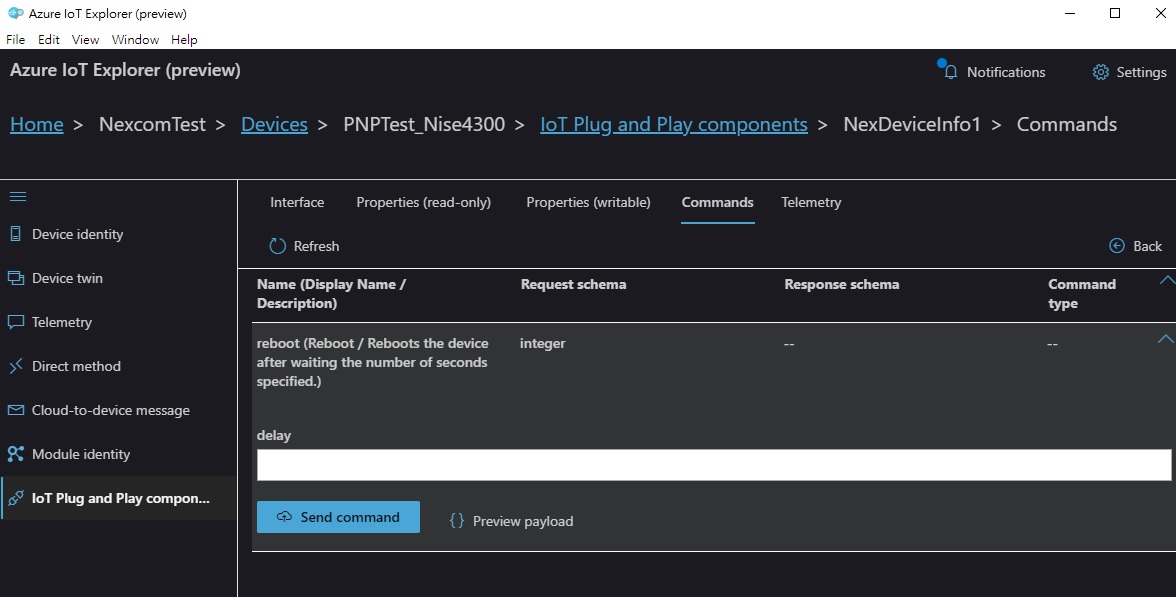 Azure IoT Explorer (preview)
File Edit View Window Help
Azure IoT Explorer (preview)
Notifications
Settings
Home > NexcomTest > Devices > PNPTest_Nise4300 > IoT Plug and Play components > NexDeviceInfo1 > Commands
Device identity
Device twin
Telemetry
Direct method
Cloud-to-device message
Module identity
IoT Plug and Play compon...
Interface Properties (read-only) Properties (writable) Commands Telemetry
Refresh
Back
Name (Display Name /
Description)
Request schema
Response schema
Command
type
reboot (Reboot / Reboots the device
after waiting the number of seconds
specified.)
integer
--
--
delay
Send command
{} Preview payload